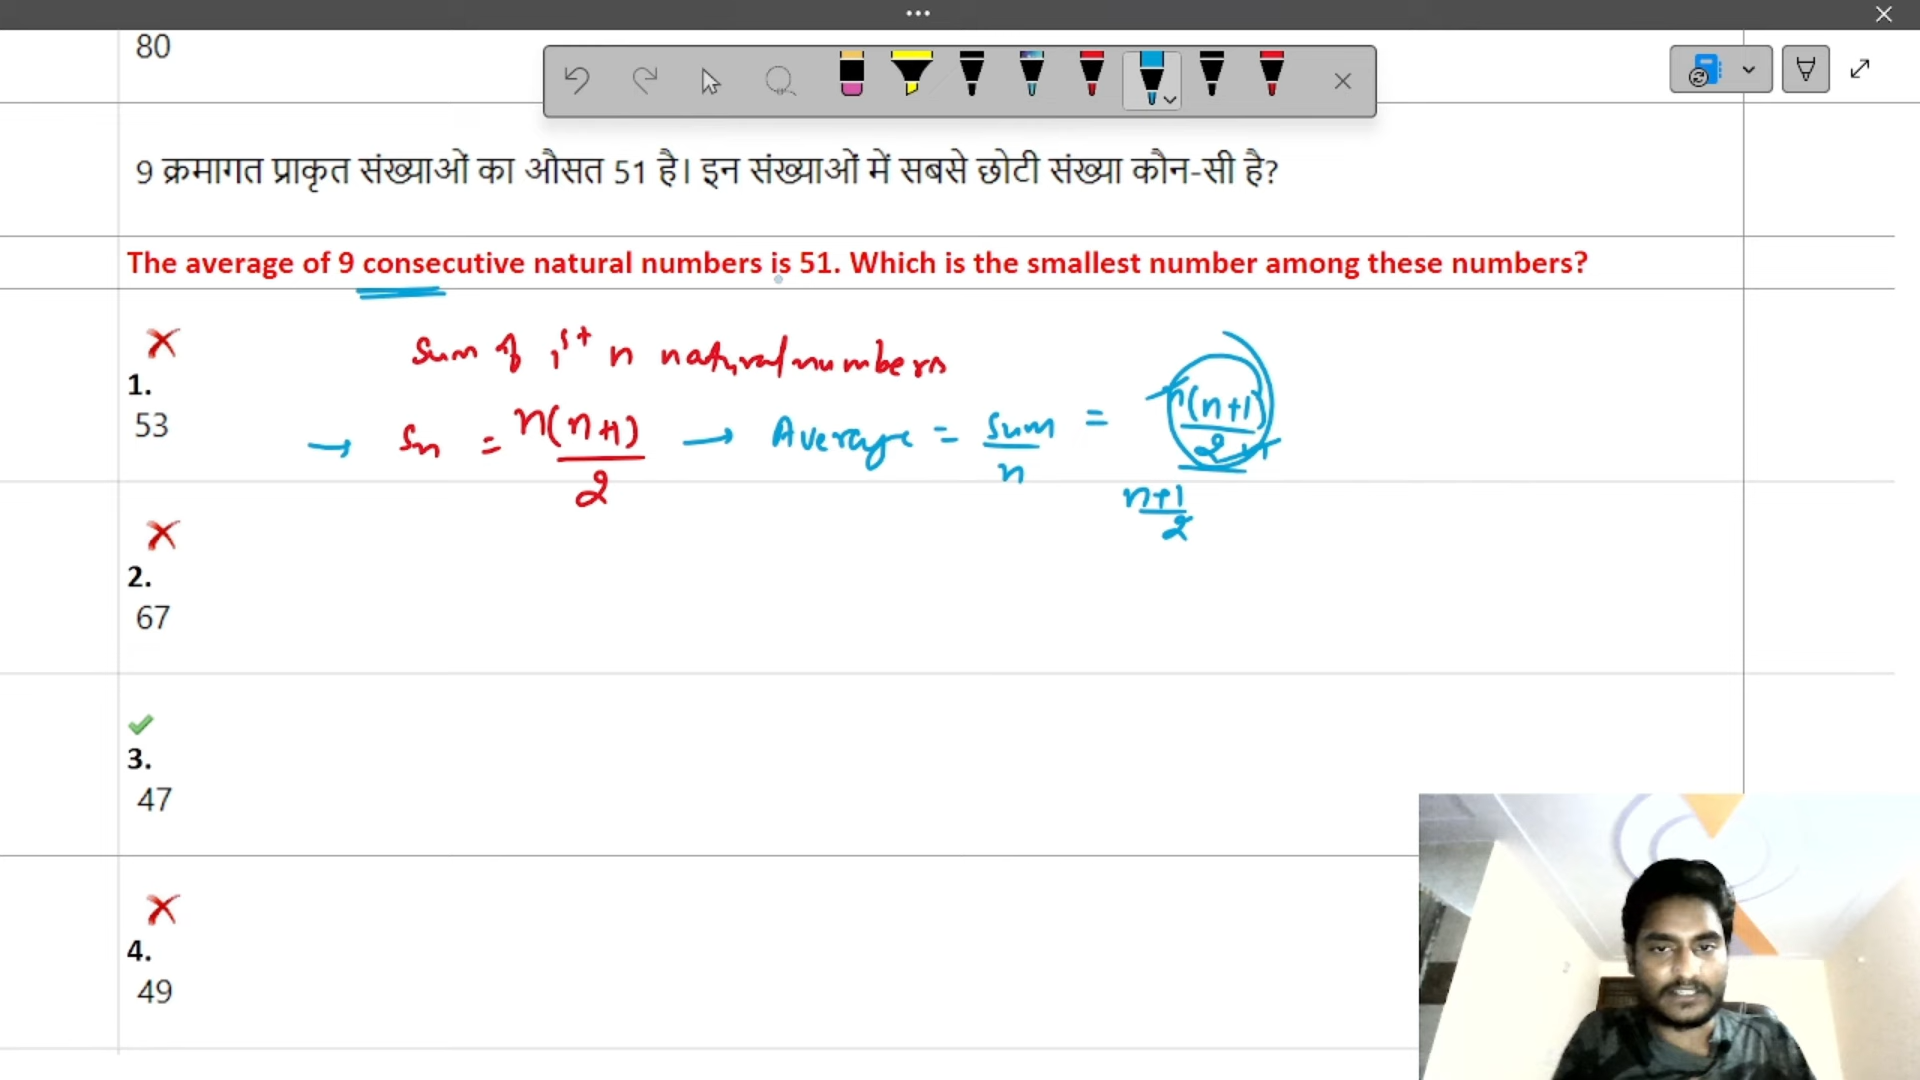 80
9 क्रमागत प्राकृत संख्याओं का औसत 51 है। इन संख्याओं में सबसे छोटी संख्या कौन-सी है?
The average of 9 consecutive natural numbers is 51. Which is the smallest number among these numbers?
Sum of 1st n natural numbers
1.
53
→ Sn = n(n+1)/2 → Average = Sum/n = n(n+1)/2n
n+1/2
2.
67
3.
47
4.
49